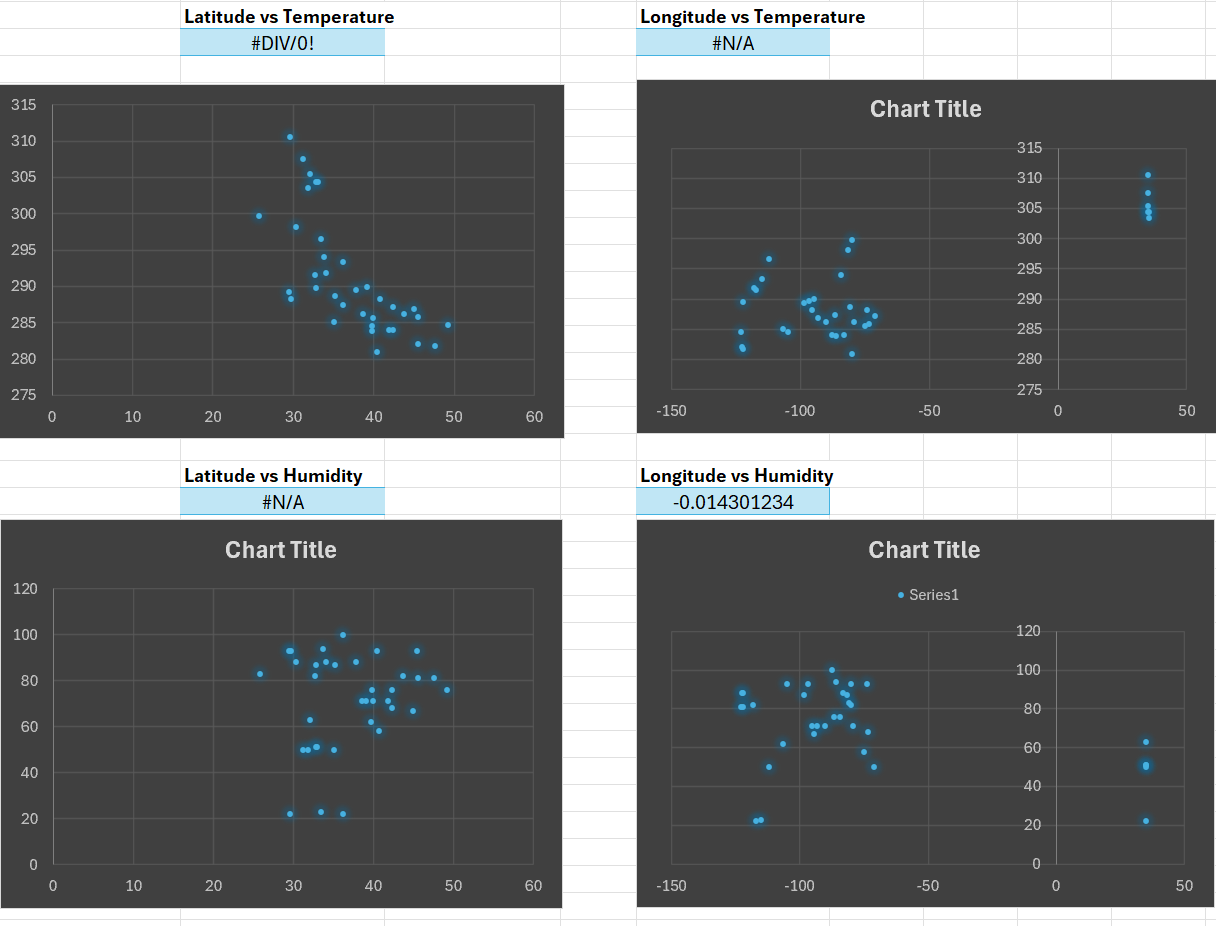 Latitude vs Temperature
Longitude vs Temperature
#DIV/0!
#N/A
315
310
305
300
295
290
285
280
275
0 10 20 30 40 50 60
Chart Title
315
310
305
300
295
290
285
280
275
-150 -100 -50 0 50
Latitude vs Humidity
Longitude vs Humidity
#N/A
-0.014301234
Chart Title
120
100
80
60
40
20
0
0 10 20 30 40 50 60
Chart Title
Series1
120
100
80
60
40
20
0
-150 -100 -50 0 50